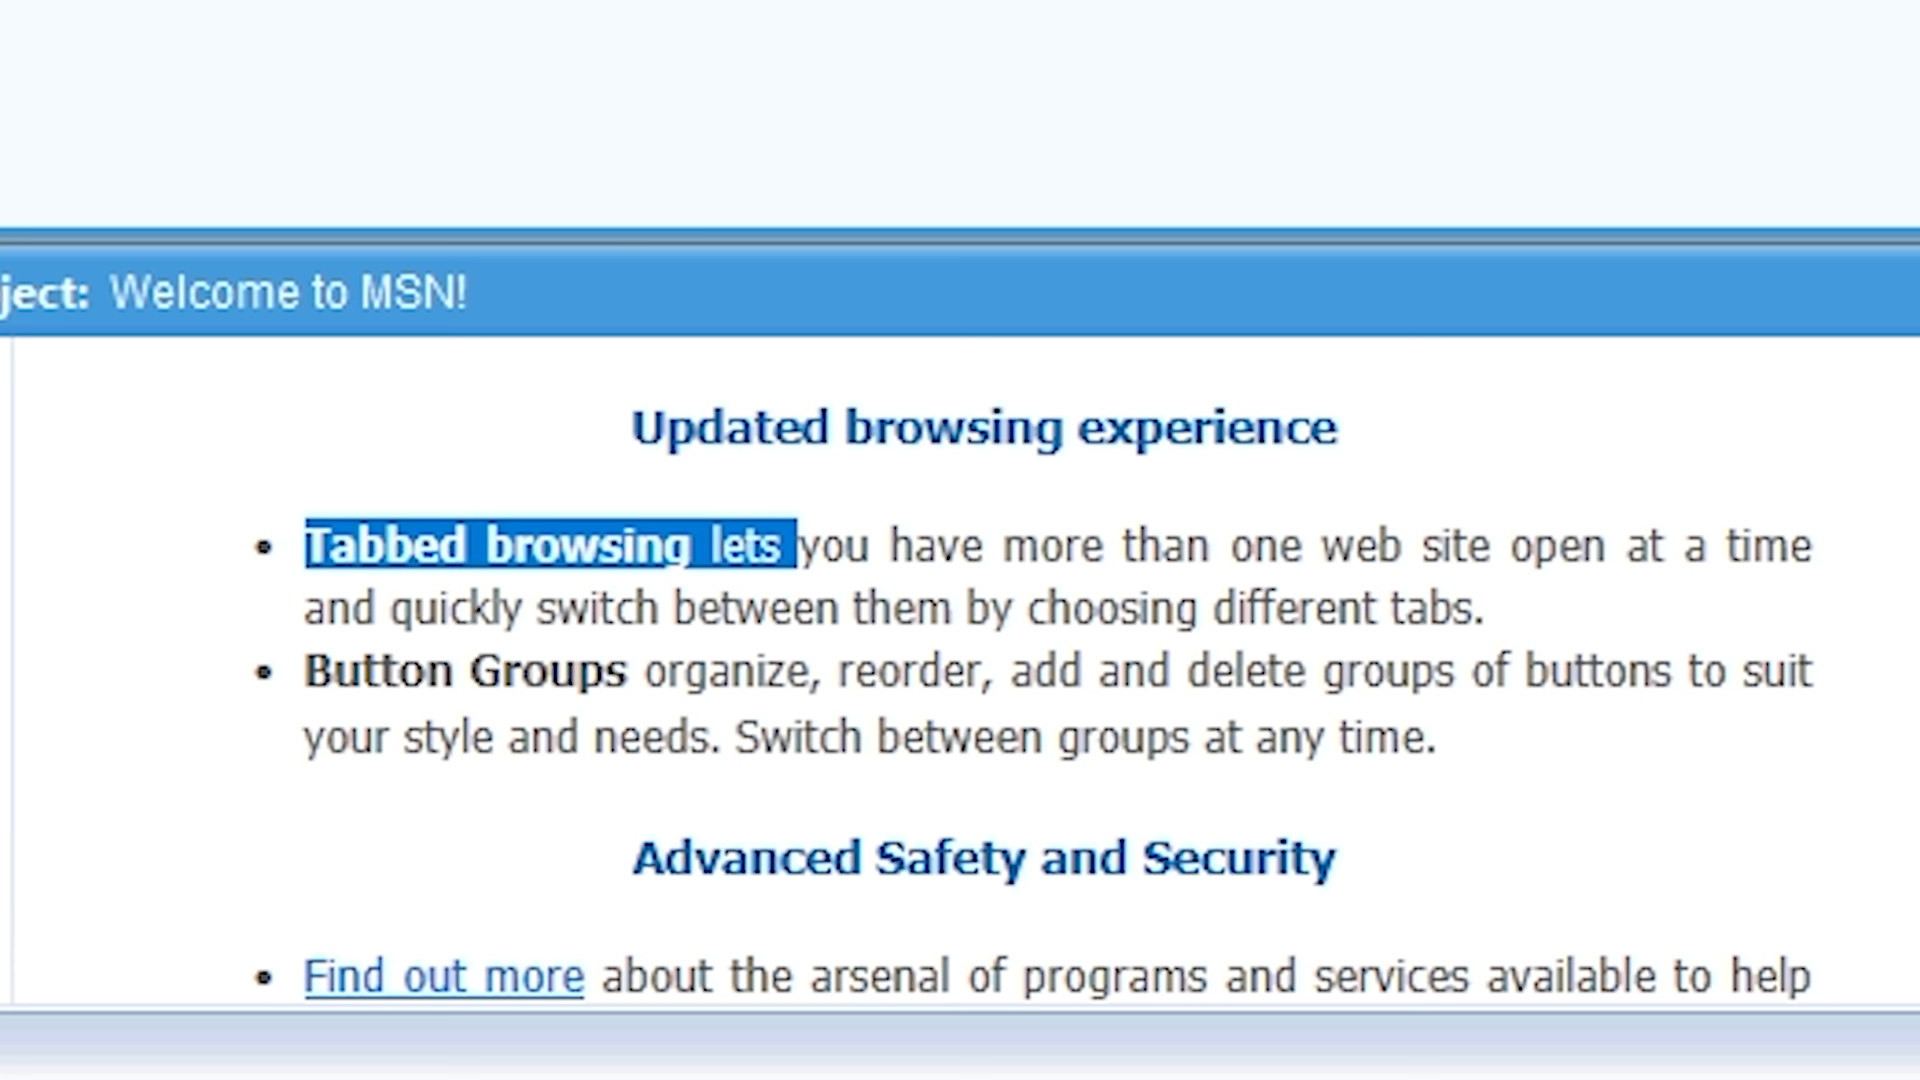 ject: Welcome to MSN!
Updated browsing experience
• Tabbed browsing lets you have more than one web site open at a time
and quickly switch between them by choosing different tabs.
• Button Groups organize, reorder, add and delete groups of buttons to suit
your style and needs. Switch between groups at any time.
Advanced Safety and Security
• Find out more about the arsenal of programs and services available to help